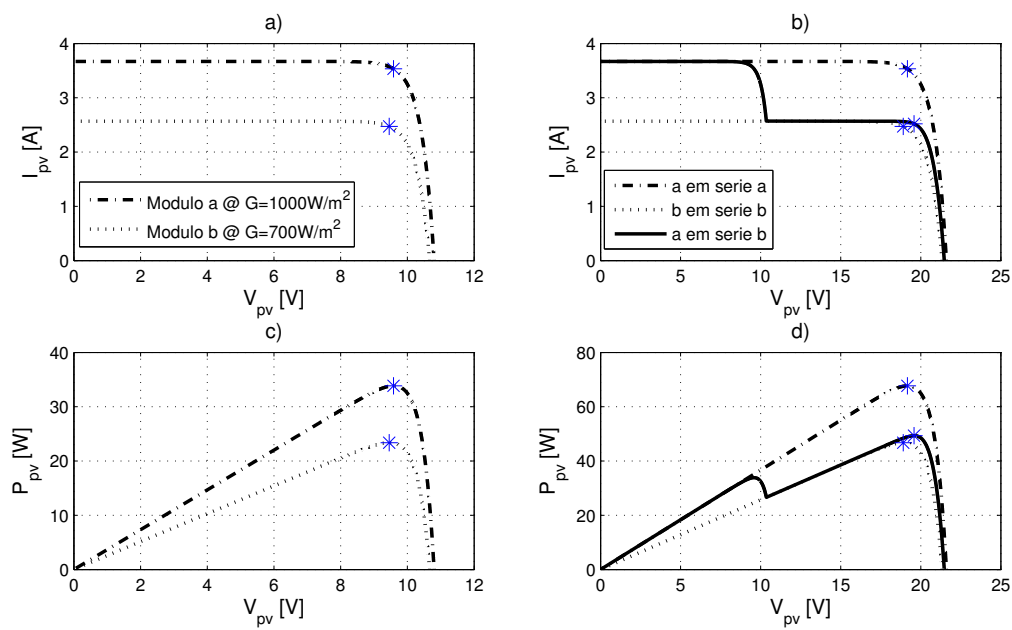 a)
4
3
2
1
0
I_pv [A]
Modulo a @ G=1000W/m²
Modulo b @ G=700W/m²
0 2 4 6 8 10 12
V_pv [V]
b)
4
3
2
1
0
I_pv [A]
a em serie a
b em serie b
a em serie b
0 5 10 15 20 25
V_pv [V]
c)
40
30
20
10
0
P_pv [W]
0 2 4 6 8 10 12
V_pv [V]
d)
80
60
40
20
0
P_pv [W]
0 5 10 15 20 25
V_pv [V]